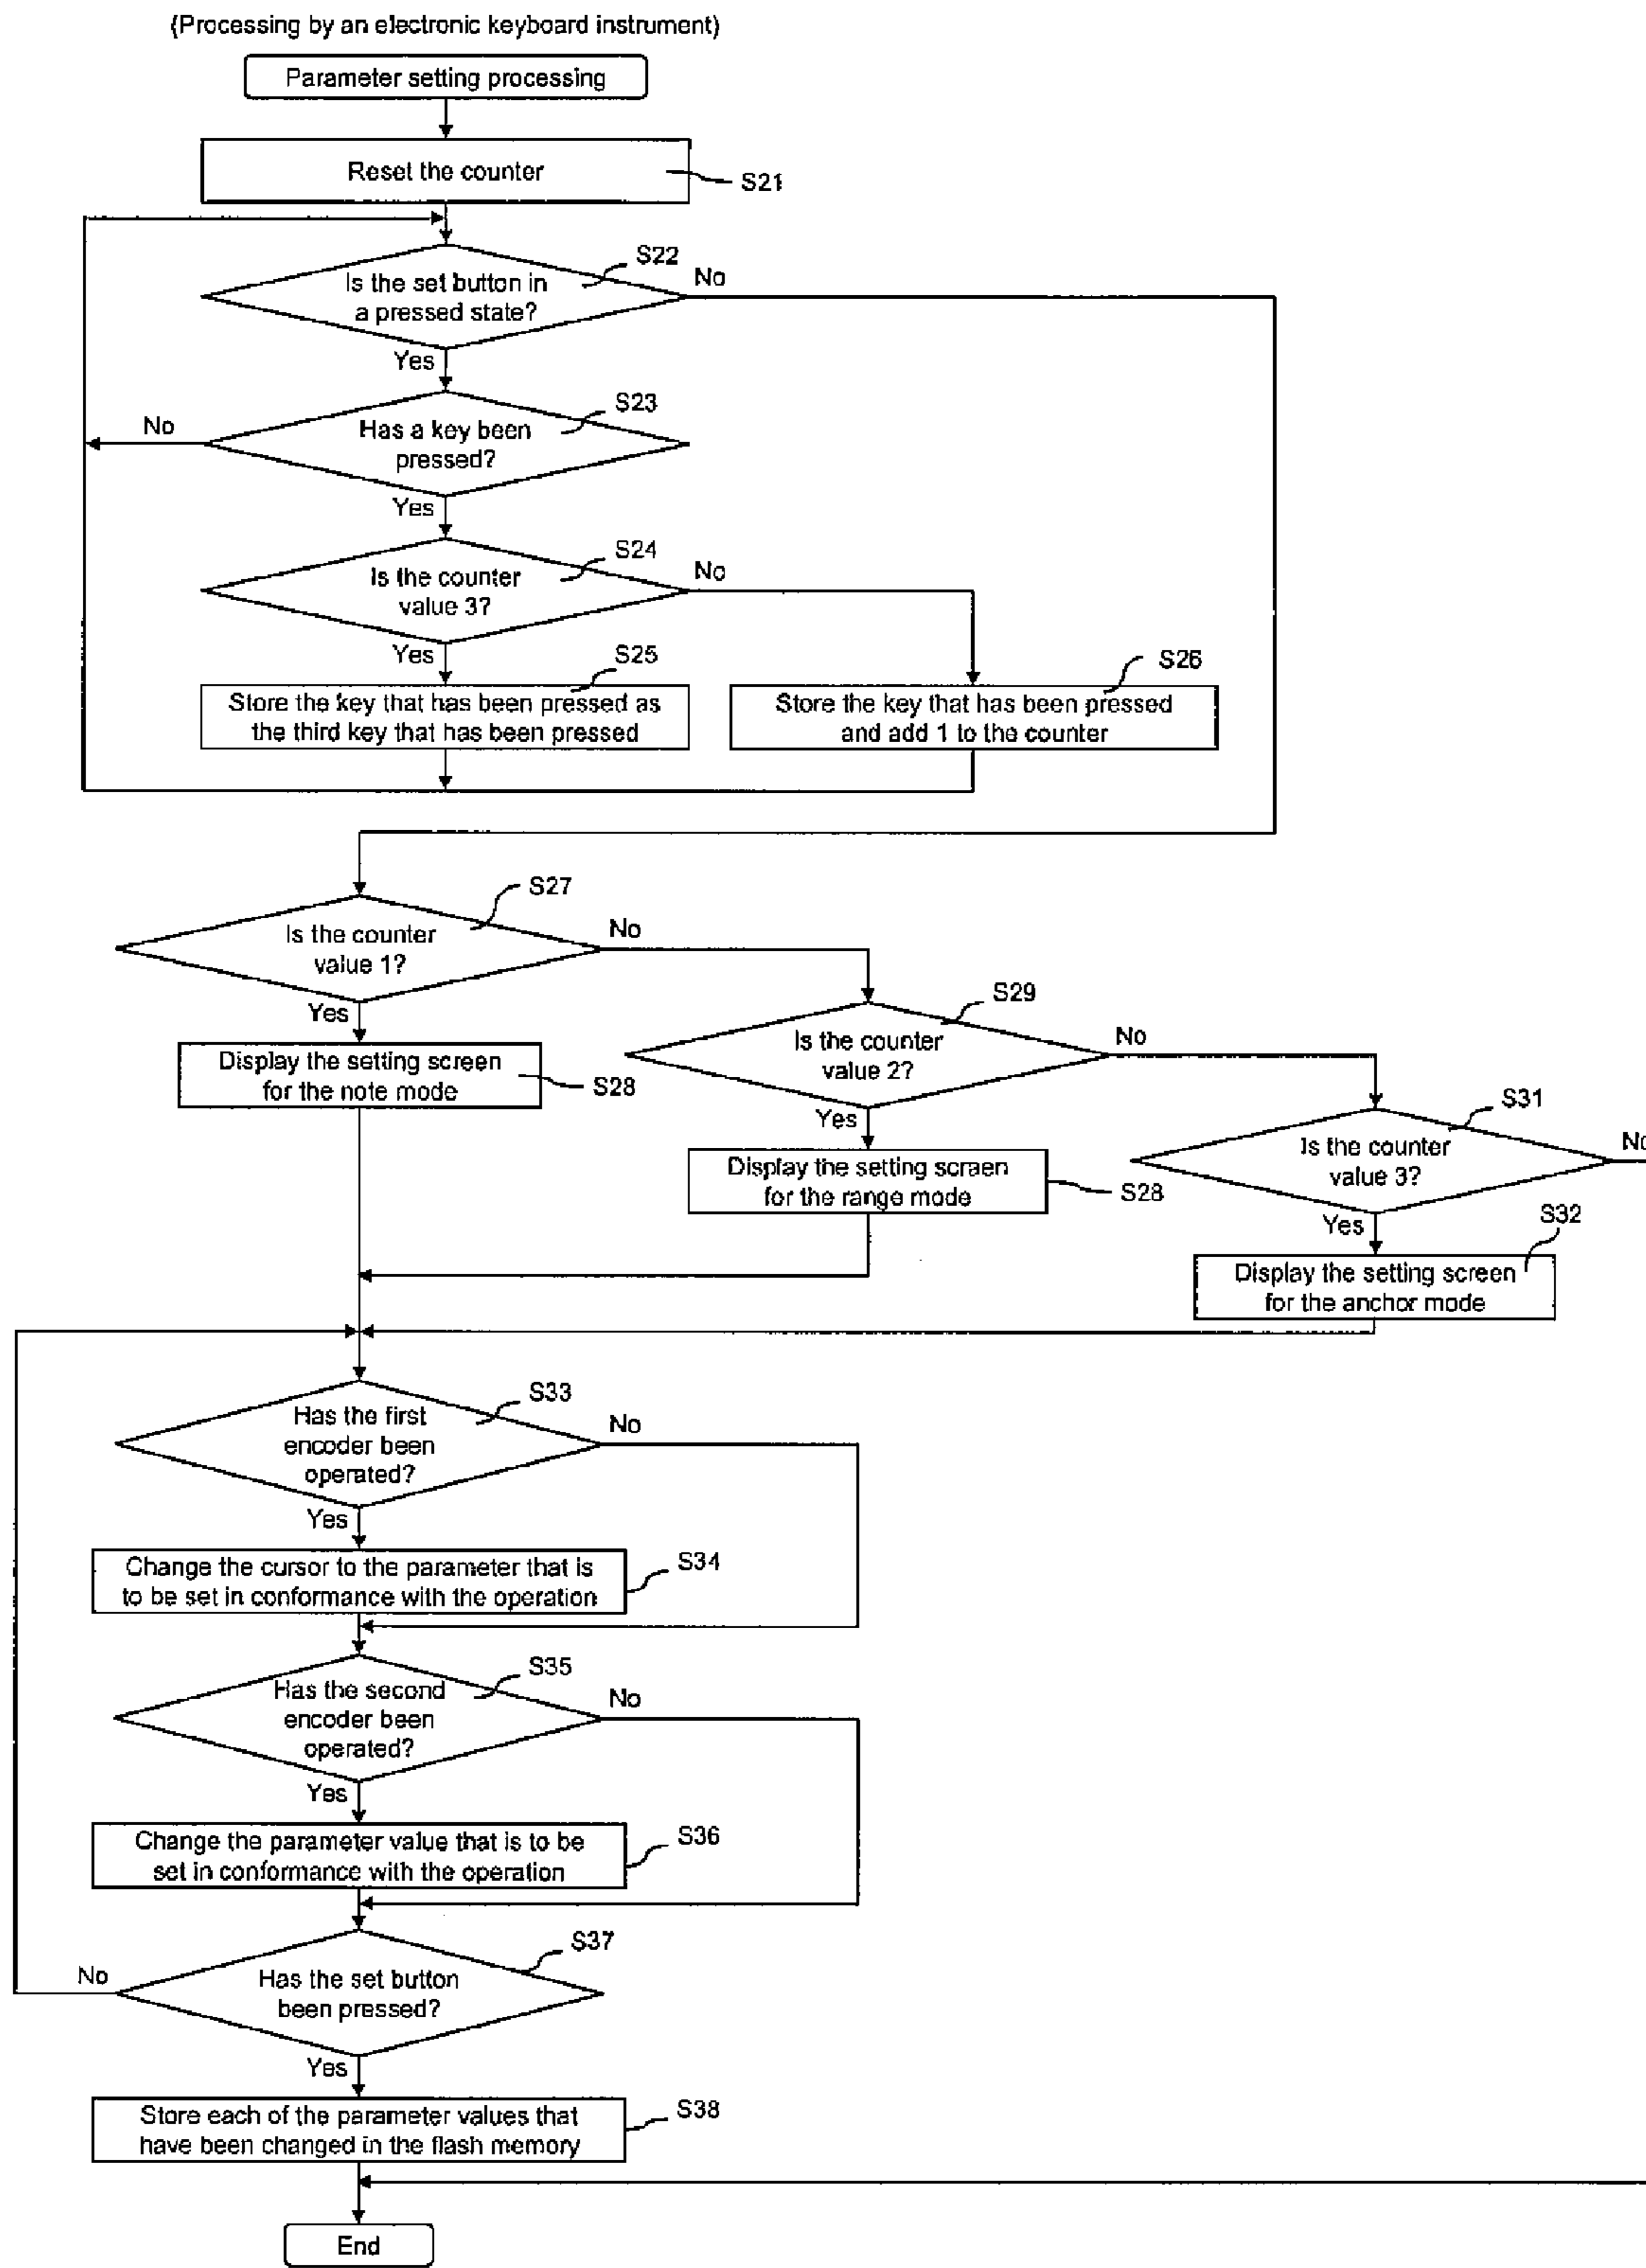 (Processing by an electronic keyboard instrument)
Parameter setting processing
Reset the counter
S21
S22
Is the set button in
a pressed state?
No
Yes
S23
Has a key been
pressed?
No
Yes
S24
Is the counter
value 3?
No
Yes
S25
Store the key that has been pressed as
the third key that has been pressed
S26
Store the key that has been pressed
and add 1 to the counter
S27
Is the counter
value 1?
No
Yes
Display the setting screen
for the note mode
S28
S29
Is the counter
value 2?
No
Yes
Display the setting screen
for the range mode
S28
S31
Is the counter
value 3?
No
Yes
S32
Display the setting screen
for the anchor mode
S33
Has the first
encoder been
operated?
No
Yes
Change the cursor to the parameter that is
to be set in conformance with the operation
S34
S35
Has the second
encoder been
operated?
No
Yes
Change the parameter value that is to be
set in conformance with the operation
S36
S37
Has the set button
been pressed?
No
Yes
Store each of the parameter values that
have been changed in the flash memory
S38
End